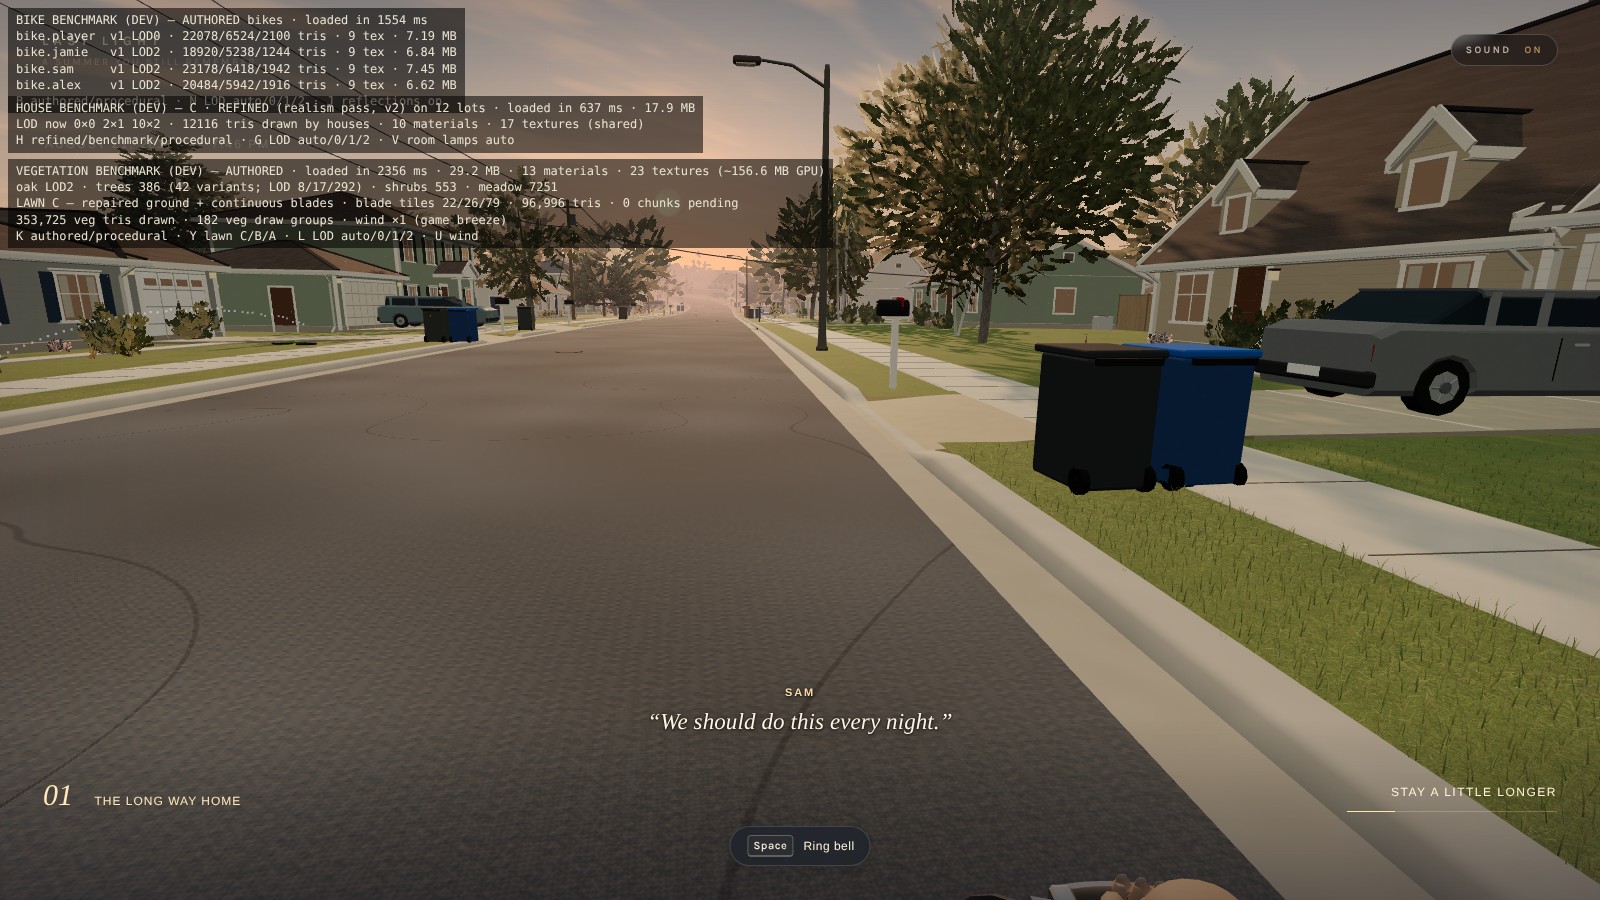 BIKE BENCHMARK (DEV) — AUTHORED bikes · loaded in 1554 ms
bike.player v1 LOD0 · 22078/6524/2100 tris · 9 tex · 7.19 MB
bike.jamie v1 LOD2 · 18920/5238/1244 tris · 9 tex · 6.84 MB
bike.sam v1 LOD2 · 23178/6418/1942 tris · 9 tex · 7.45 MB
bike.alex v1 LOD2 · 20484/5942/1916 tris · 9 tex · 6.62 MB
B authored/procedural · N LOD auto/0/1/2 · J reflections on
HOUSE BENCHMARK (DEV) — C · REFINED (realism pass, v2) on 12 lots · loaded in 637 ms · 17.9 MB
LOD now 0×0 2×1 10×2 · 12116 tris drawn by houses · 10 materials · 17 textures (shared)
H refined/benchmark/procedural · G LOD auto/0/1/2 · V room lamps auto
VEGETATION BENCHMARK (DEV) — AUTHORED · loaded in 2356 ms · 29.2 MB · 13 materials · 23 textures (~156.6 MB GPU)
oak LOD2 · trees 386 (42 variants; LOD 8/17/292) · shrubs 553 · meadow 7251
LAWN C — repaired ground + continuous blades · blade tiles 22/26/79 · 96,996 tris · 0 chunks pending
353,725 veg tris drawn · 182 veg draw groups · wind ×1 (game breeze)
K authored/procedural · Y lawn C/B/A · L LOD auto/0/1/2 · U wind
SOUND ON
SAM
“We should do this every night.”
01 THE LONG WAY HOME
STAY A LITTLE LONGER
Space Ring bell